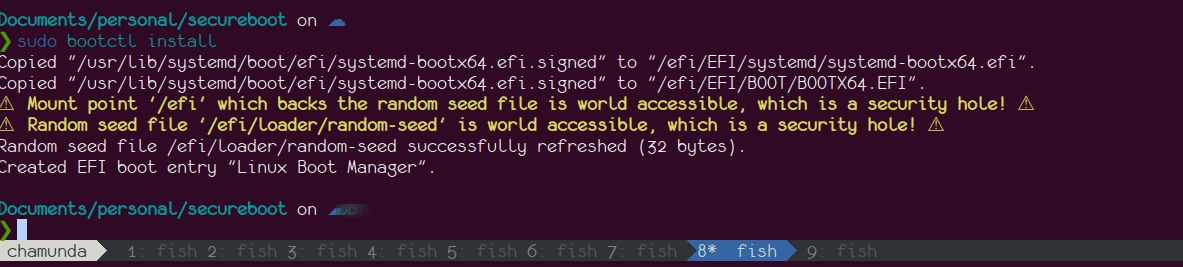 Documents/personal/secureboot on ☁
❯ sudo bootctl install
Copied "/usr/lib/systemd/boot/efi/systemd-bootx64.efi.signed" to "/efi/EFI/systemd/systemd-bootx64.efi".
Copied "/usr/lib/systemd/boot/efi/systemd-bootx64.efi.signed" to "/efi/EFI/BOOT/BOOTX64.EFI".
⚠ Mount point '/efi' which backs the random seed file is world accessible, which is a security hole! ⚠
⚠ Random seed file '/efi/loader/random-seed' is world accessible, which is a security hole! ⚠
Random seed file /efi/loader/random-seed successfully refreshed (32 bytes).
Created EFI boot entry "Linux Boot Manager".
Documents/personal/secureboot on ☁
❯
chamunda 1: fish 2: fish 3: fish 4: fish 5: fish 6: fish 7: fish 8* fish 9: fish